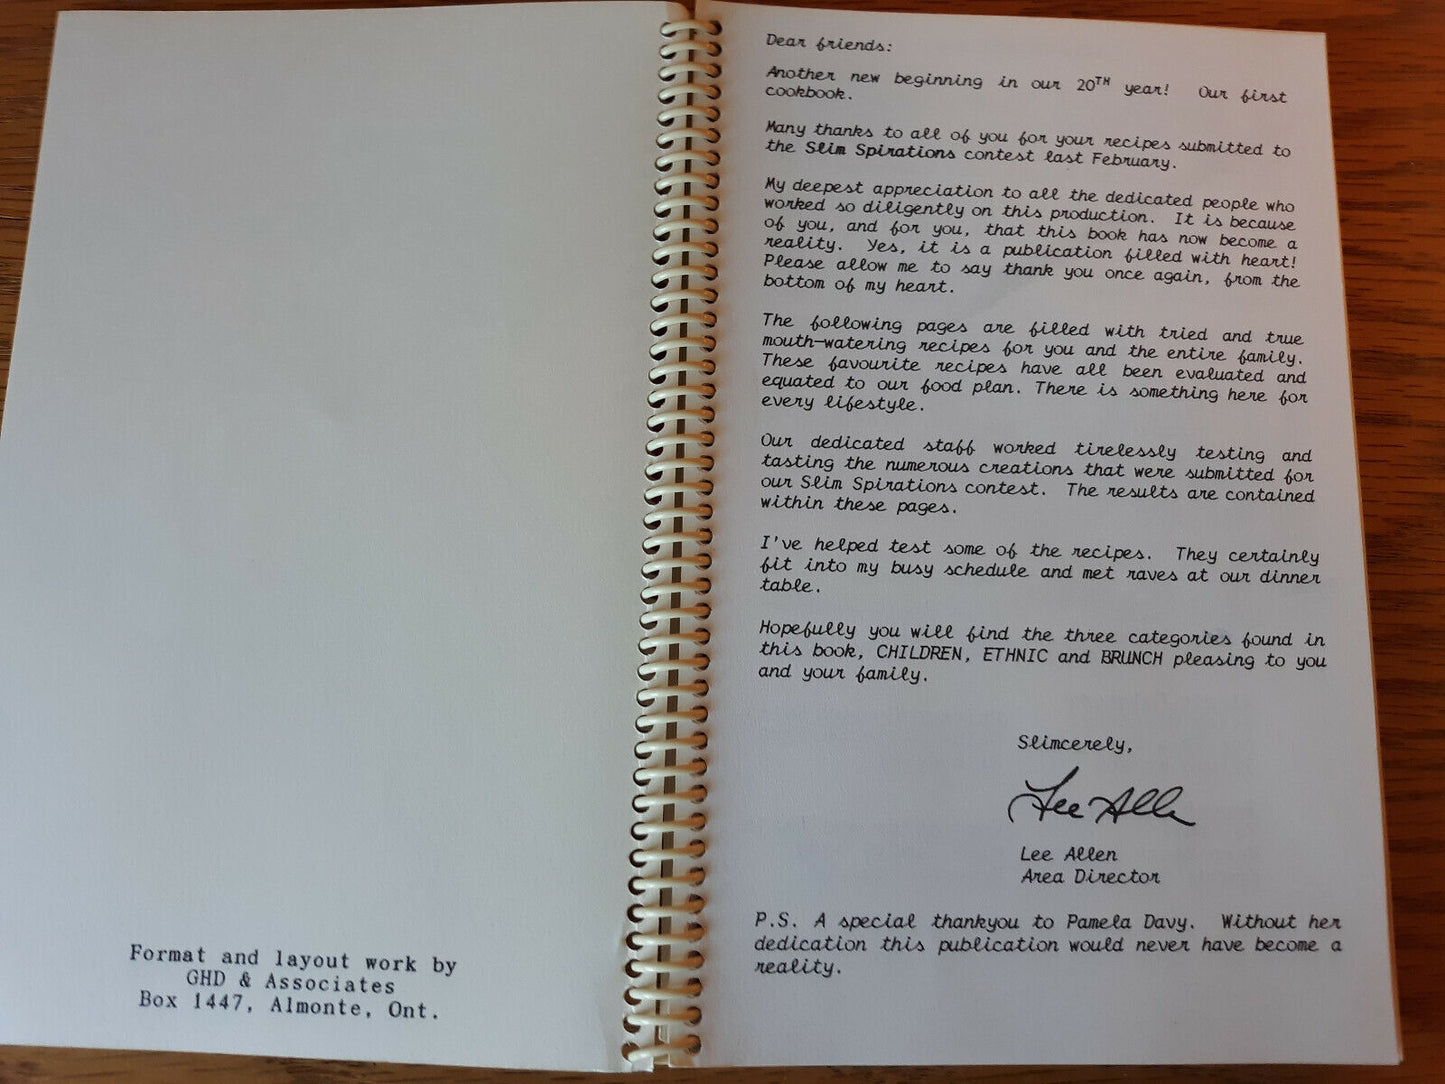 Format and layout work by
GHD & Associates
Box 1447, Almonte, Ont.
Dear friends:
Another new beginning in our 20TH year! Our first
cookbook.
Many thanks to all of you for your recipes submitted to
the Slim Spirations contest last February.
My deepest appreciation to all the dedicated people who
worked so diligently on this production. It is because
of you, and for you, that this book has now become a
reality. Yes, it is a publication filled with heart!
Please allow me to say thank you once again, from the
bottom of my heart.
The following pages are filled with tried and true
mouth-watering recipes for you and the entire family.
These favourite recipes have all been evaluated and
equated to our food plan. There is something here for
every lifestyle.
Our dedicated staff worked tirelessly testing and
tasting the numerous creations that were submitted for
our Slim Spirations contest. The results are contained
within these pages.
I've helped test some of the recipes. They certainly
fit into my busy schedule and met raves at our dinner
table.
Hopefully you will find the three categories found in
this book, CHILDREN, ETHNIC and BRUNCH pleasing to you
and your family.
Slimcerely,
Lee Allen
Lee Allen
Area Director
P.S. A special thankyou to Pamela Davy. Without her
dedication this publication would never have become a
reality.